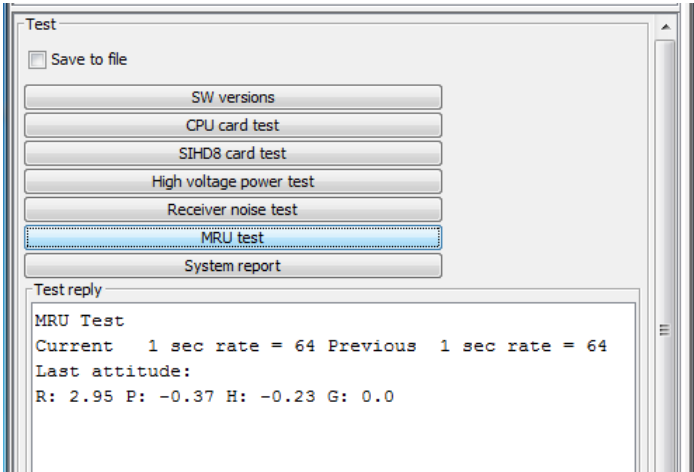 Test
Save to file
SW versions
CPU card test
SIHD8 card test
High voltage power test
Receiver noise test
MRU test
System report
Test reply
MRU Test
Current   1 sec rate = 64 Previous  1 sec rate = 64
Last attitude:
R: 2.95 P: -0.37 H: -0.23 G: 0.0